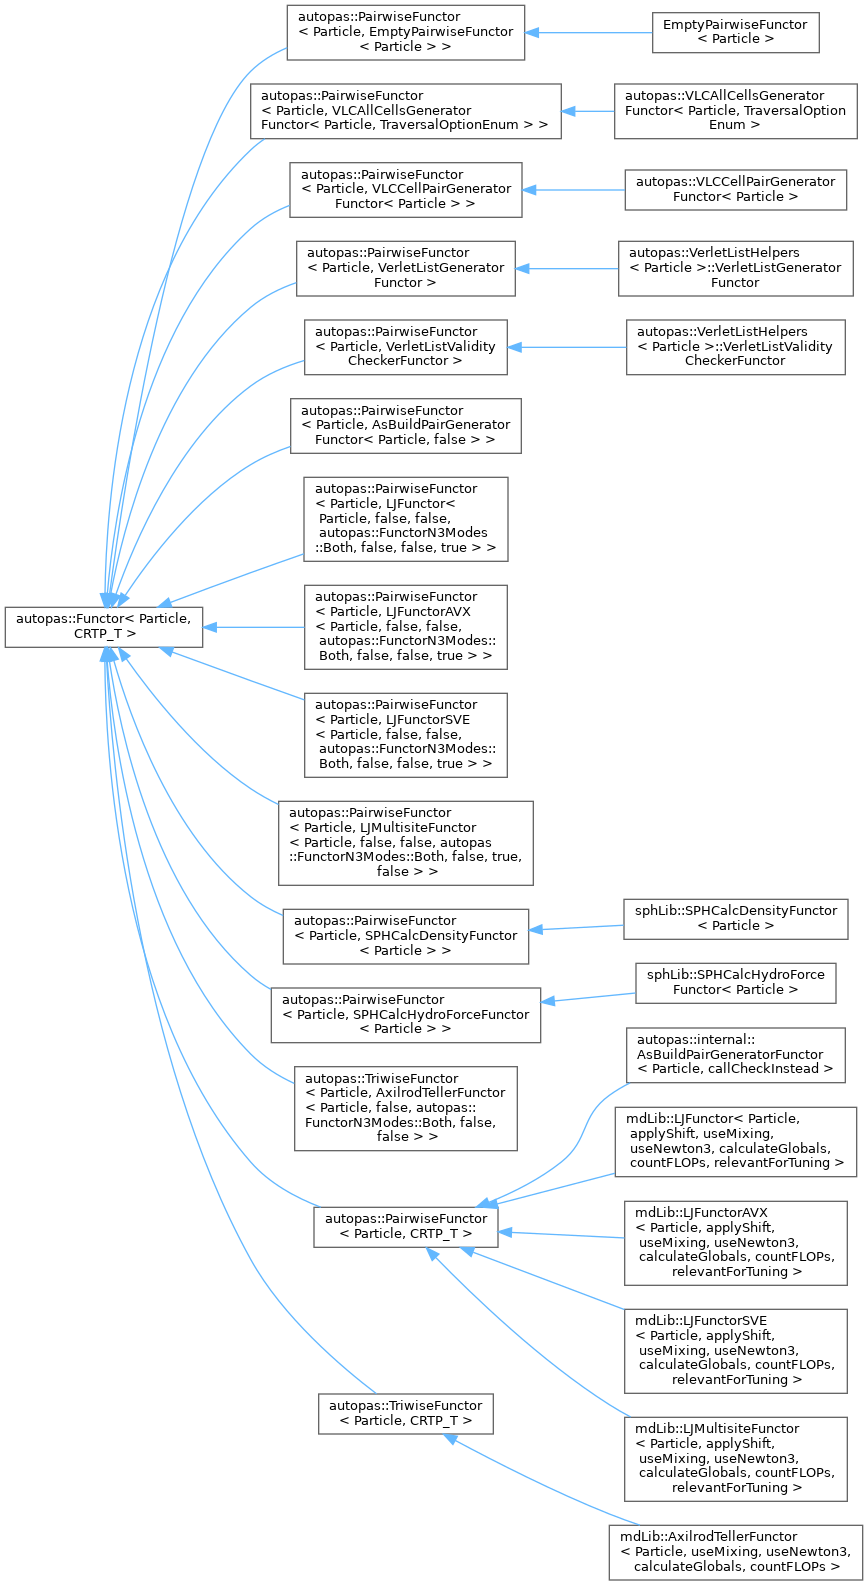 autopas::PairwiseFunctor
< Particle, EmptyPairwiseFunctor
< Particle > >
EmptyPairwiseFunctor
< Particle >
autopas::PairwiseFunctor
< Particle, VLCAllCellsGenerator
Functor< Particle, TraversalOptionEnum > >
autopas::VLCAllCellsGenerator
Functor< Particle, TraversalOption
Enum >
autopas::PairwiseFunctor
< Particle, VLCCellPairGenerator
Functor< Particle > >
autopas::VLCCellPairGenerator
Functor< Particle >
autopas::PairwiseFunctor
< Particle, VerletListGenerator
Functor >
autopas::VerletListHelpers
< Particle >::VerletListGenerator
Functor
autopas::PairwiseFunctor
< Particle, VerletListValidity
CheckerFunctor >
autopas::VerletListHelpers
< Particle >::VerletListValidity
CheckerFunctor
autopas::PairwiseFunctor
< Particle, AsBuildPairGenerator
Functor< Particle, false > >
autopas::PairwiseFunctor
< Particle, LJFunctor<
Particle, false, false,
autopas::FunctorN3Modes
::Both, false, false, true > >
autopas::Functor< Particle,
CRTP_T >
autopas::PairwiseFunctor
< Particle, LJFunctorAVX
< Particle, false, false,
autopas::FunctorN3Modes::
Both, false, false, true > >
autopas::PairwiseFunctor
< Particle, LJFunctorSVE
< Particle, false, false,
autopas::FunctorN3Modes::
Both, false, false, true > >
autopas::PairwiseFunctor
< Particle, LJMultisiteFunctor
< Particle, false, false, autopas
::FunctorN3Modes::Both, false, true,
false > >
autopas::PairwiseFunctor
< Particle, SPHCalcDensityFunctor
< Particle > >
sphLib::SPHCalcDensityFunctor
< Particle >
autopas::PairwiseFunctor
< Particle, SPHCalcHydroForceFunctor
< Particle > >
sphLib::SPHCalcHydroForce
Functor< Particle >
autopas::TriwiseFunctor
< Particle, AxilrodTellerFunctor
< Particle, false, autopas::
FunctorN3Modes::Both, false,
false > >
autopas::internal::
AsBuildPairGeneratorFunctor
< Particle, callCheckInstead >
mdLib::LJFunctor< Particle,
applyShift, useMixing,
useNewton3, calculateGlobals,
countFLOPs, relevantForTuning >
autopas::PairwiseFunctor
< Particle, CRTP_T >
mdLib::LJFunctorAVX
< Particle, applyShift,
useMixing, useNewton3,
calculateGlobals, countFLOPs,
relevantForTuning >
mdLib::LJFunctorSVE
< Particle, applyShift,
useMixing, useNewton3,
calculateGlobals, countFLOPs,
relevantForTuning >
autopas::TriwiseFunctor
< Particle, CRTP_T >
mdLib::LJMultisiteFunctor
< Particle, applyShift,
useMixing, useNewton3,
calculateGlobals, countFLOPs,
relevantForTuning >
mdLib::AxilrodTellerFunctor
< Particle, useMixing, useNewton3,
calculateGlobals, countFLOPs >